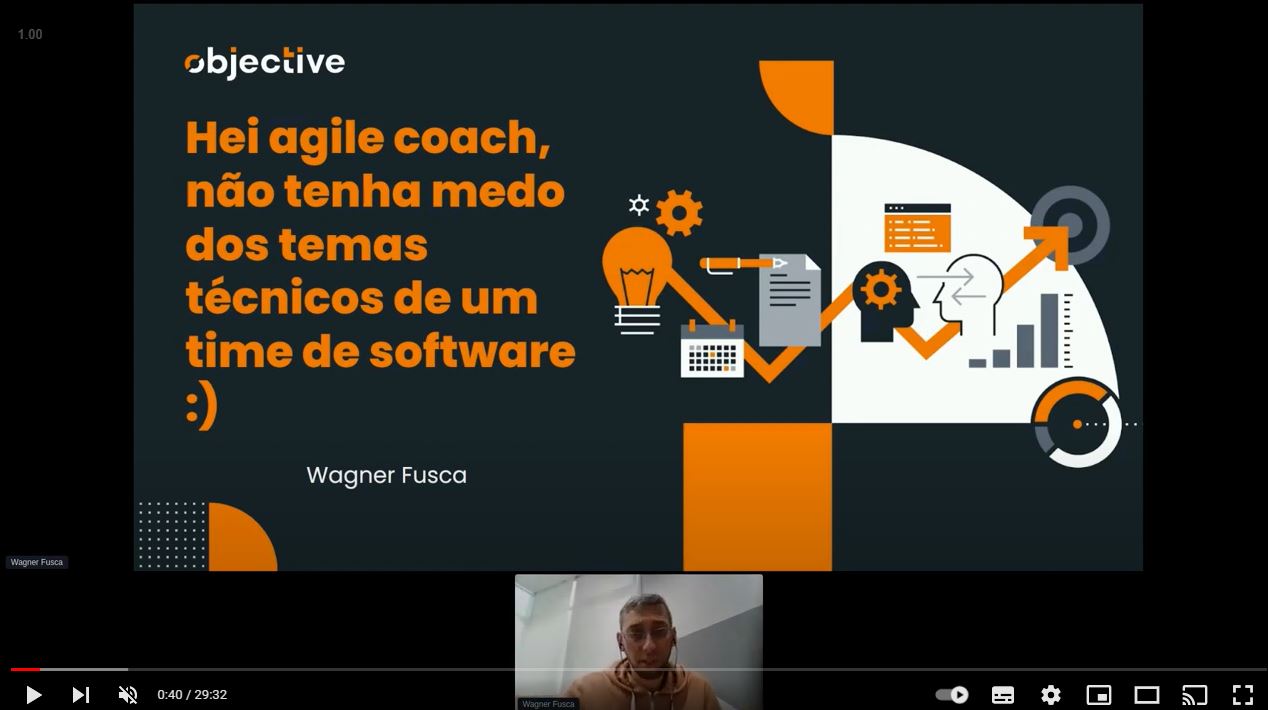 1.00
objective
Hei agile coach,
não tenha medo
dos temas
técnicos de um
time de software
:)
Wagner Fusca
Wagner Fusca
Wagner Fusca
0:40 / 29:32